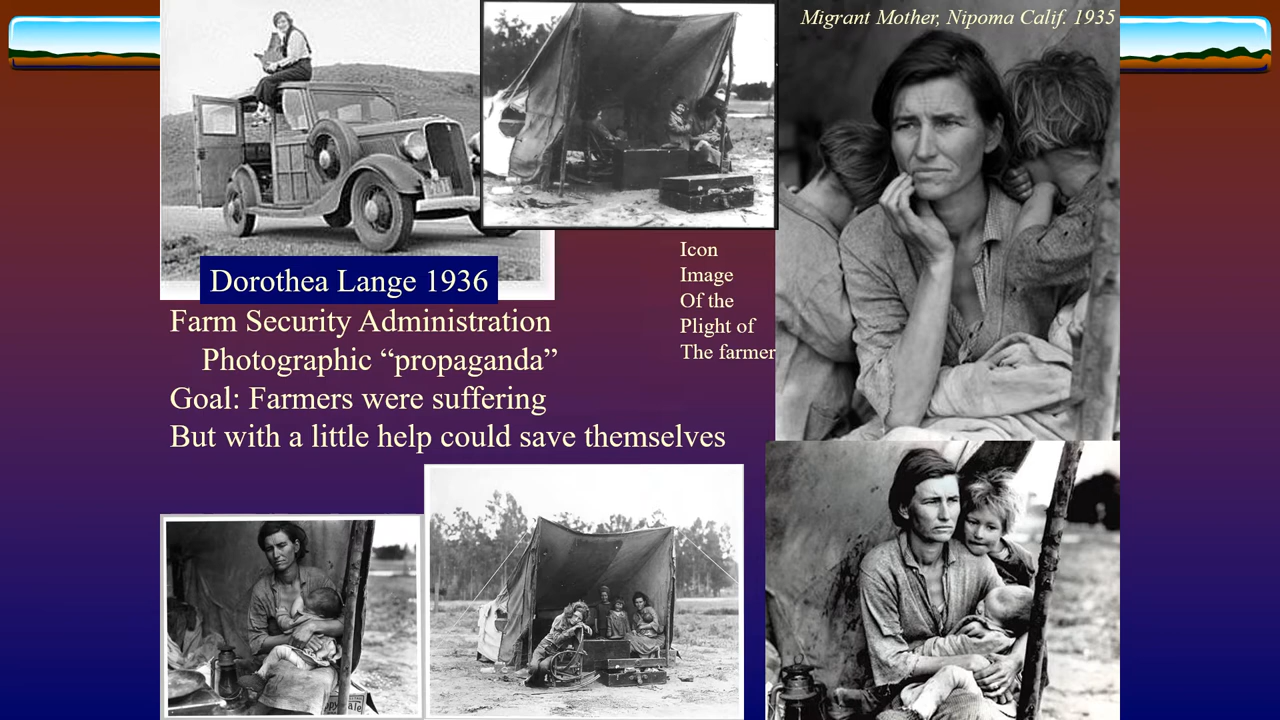 Migrant Mother, Nipoma Calif. 1935
Dorothea Lange 1936
Farm Security Administration
Photographic “propaganda”
Goal: Farmers were suffering
But with a little help could save themselves
Icon
Image
Of the
Plight of
The farmer